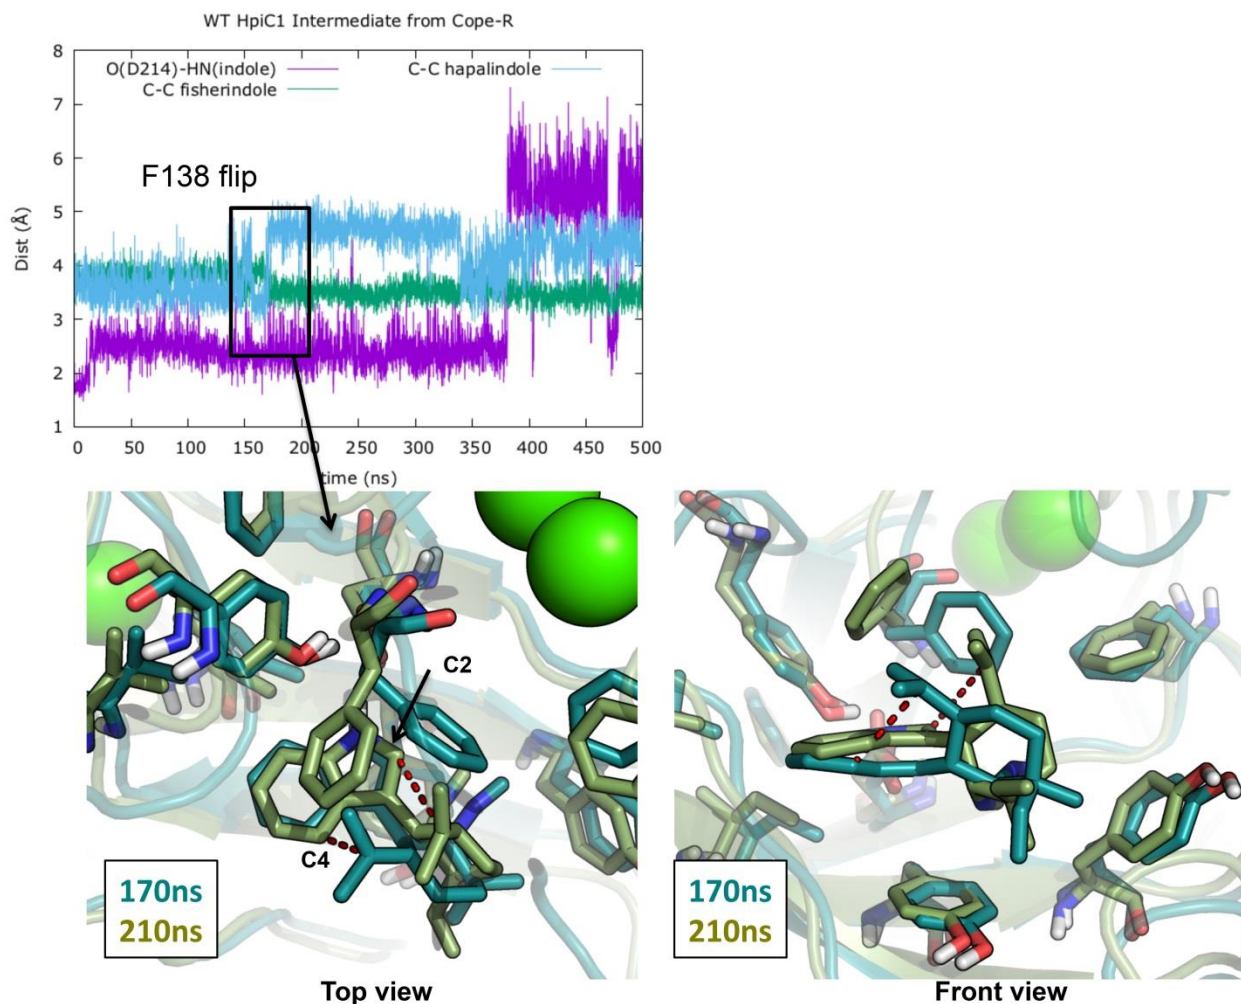 WT HpiC1 Intermediate from Cope-R
O(D214)-HN(indole)
C-C hapalindole
C-C fisherindole
F138 flip
Dist (Å)
8
7
6
5
4
3
2
1
0 50 100 150 200 250 300 350 400 450 500
time (ns)
C2
C4
170ns
210ns
170ns
210ns
Top view
Front view